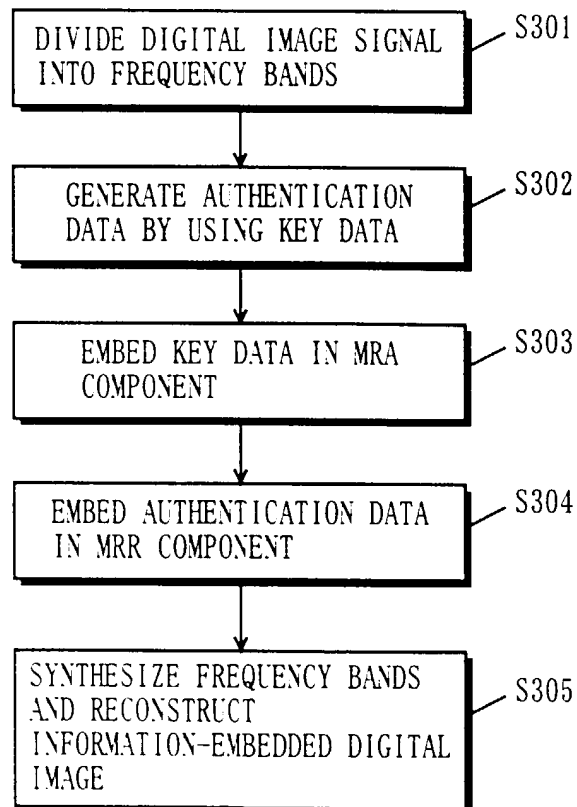 DIVIDE DIGITAL IMAGE SIGNAL
INTO FREQUENCY BANDS
S301
GENERATE AUTHENTICATION
DATA BY USING KEY DATA
S302
EMBED KEY DATA IN MRA
COMPONENT
S303
EMBED AUTHENTICATION DATA
IN MRR COMPONENT
S304
SYNTHESIZE FREQUENCY BANDS
AND RECONSTRUCT
INFORMATION-EMBEDDED DIGITAL
IMAGE
S305